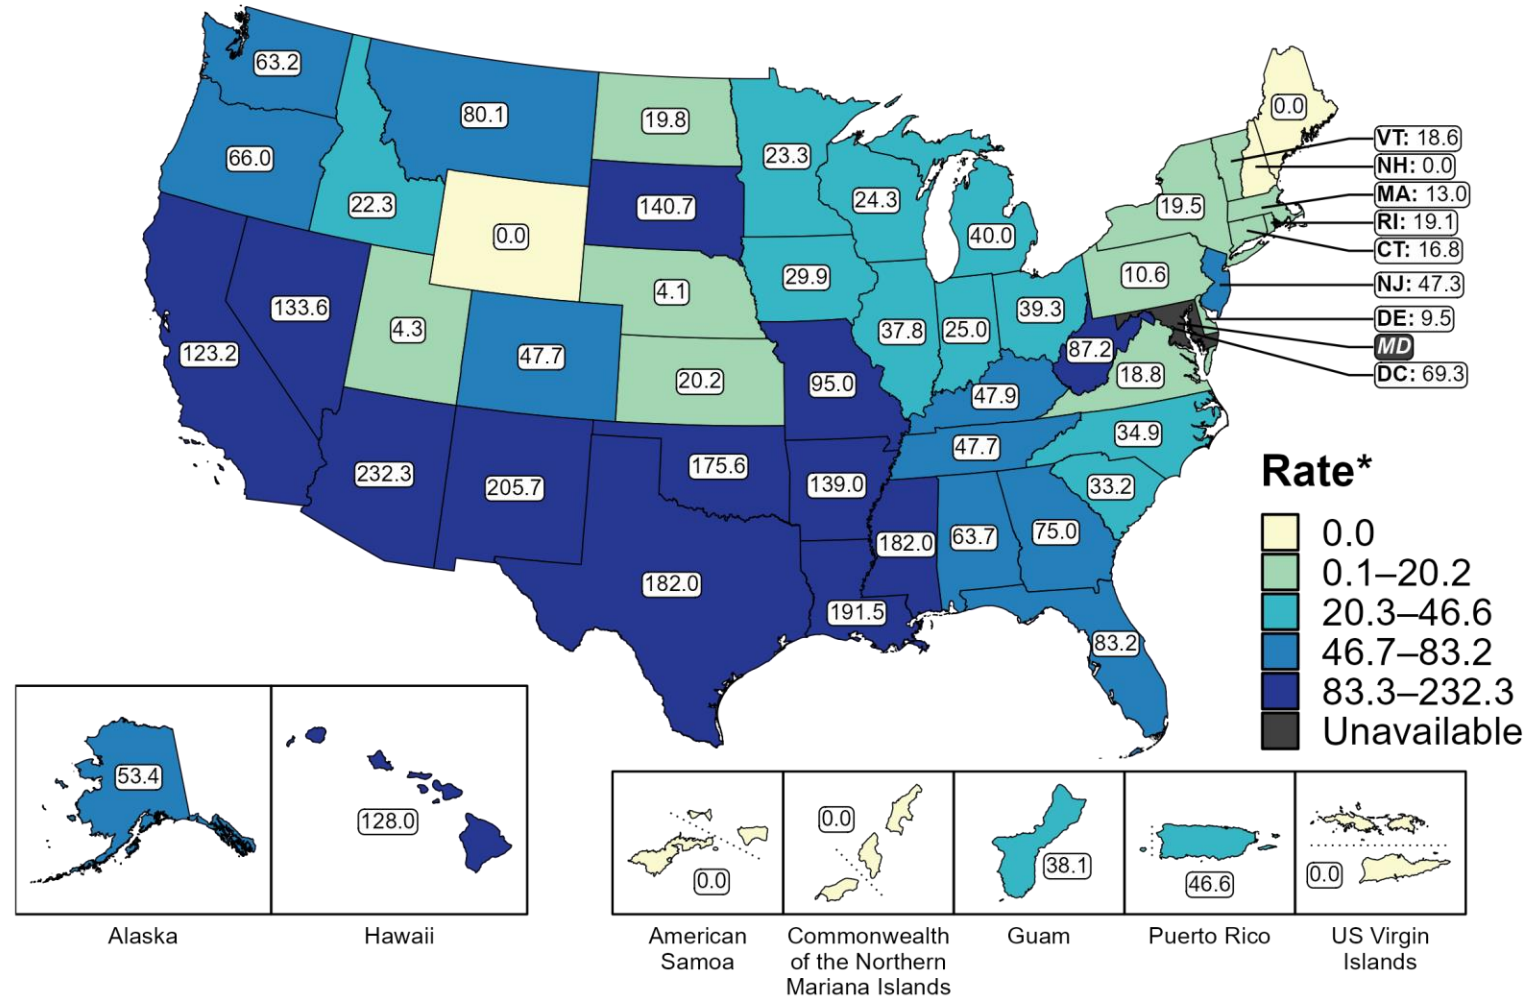 63.2
80.1
19.8
0.0
66.0
23.3
VT: 18.6
NH: 0.0
22.3
140.7
24.3
19.5
MA: 13.0
RI: 19.1
0.0
40.0
CT: 16.8
133.6
4.1
29.9
10.6
NJ: 47.3
4.3
39.3
DE: 9.5
123.2
47.7
37.8
25.0
87.2
MD
20.2
95.0
47.9
18.8
DC: 69.3
34.9
47.7
232.3
205.7
175.6
139.0
33.2
182.0
63.7
75.0
182.0
191.5
83.2
Rate*
0.0
0.1–20.2
20.3–46.6
46.7–83.2
83.3–232.3
Unavailable
53.4
128.0
0.0
0.0
38.1
46.6
0.0
Alaska
Hawaii
American
Samoa
Commonwealth
of the Northern
Mariana Islands
Guam
Puerto Rico
US Virgin
Islands